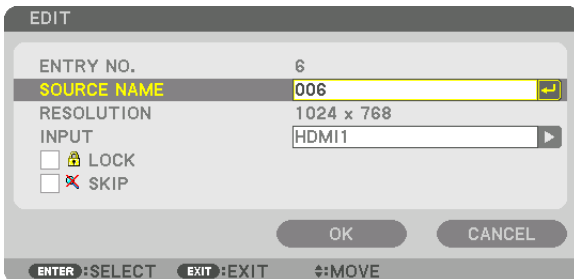 EDIT
ENTRY NO. 6
SOURCE NAME 006
RESOLUTION 1024 x 768
INPUT HDMI1
LOCK
SKIP
OK CANCEL
ENTER :SELECT EXIT :EXIT :MOVE